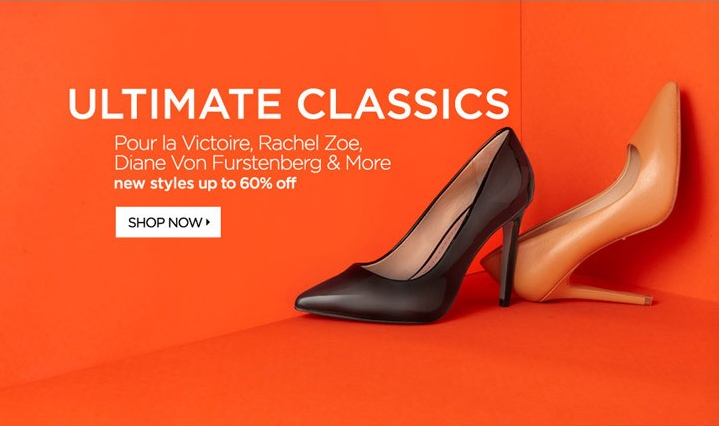 ULTIMATE CLASSICS
Pour la Victoire, Rachel Zoe,
Diane Von Furstenberg & More
new styles up to 60% off
SHOP NOW